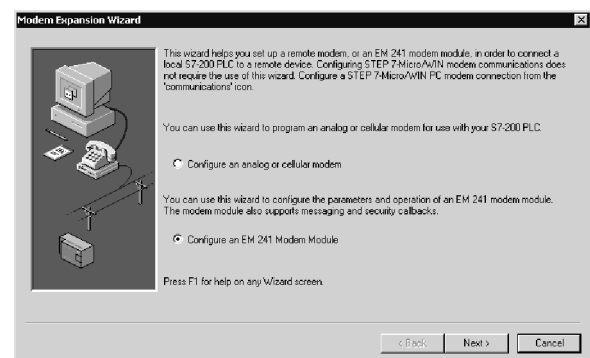 Modem Expansion Wizard
This wizard helps you set up a remote modem, or an EM 241 modem module, in order to connect a
local S7-200 PLC to a remote device. Configuring STEP 7-Micro/WIN modem communications does
not require the use of this wizard. Configure a STEP 7-Micro/WIN PC modem connection from the
'communications' icon.
You can use this wizard to program an analog or cellular modem for use with your S7-200 PLC.
Configure an analog or cellular modem
You can use this wizard to configure the parameters and operation of an EM 241 modem module.
The modem module also supports messaging and security callbacks.
Configure an EM 241 Modem Module
Press F1 for help on any Wizard screen.
< Back Next > Cancel